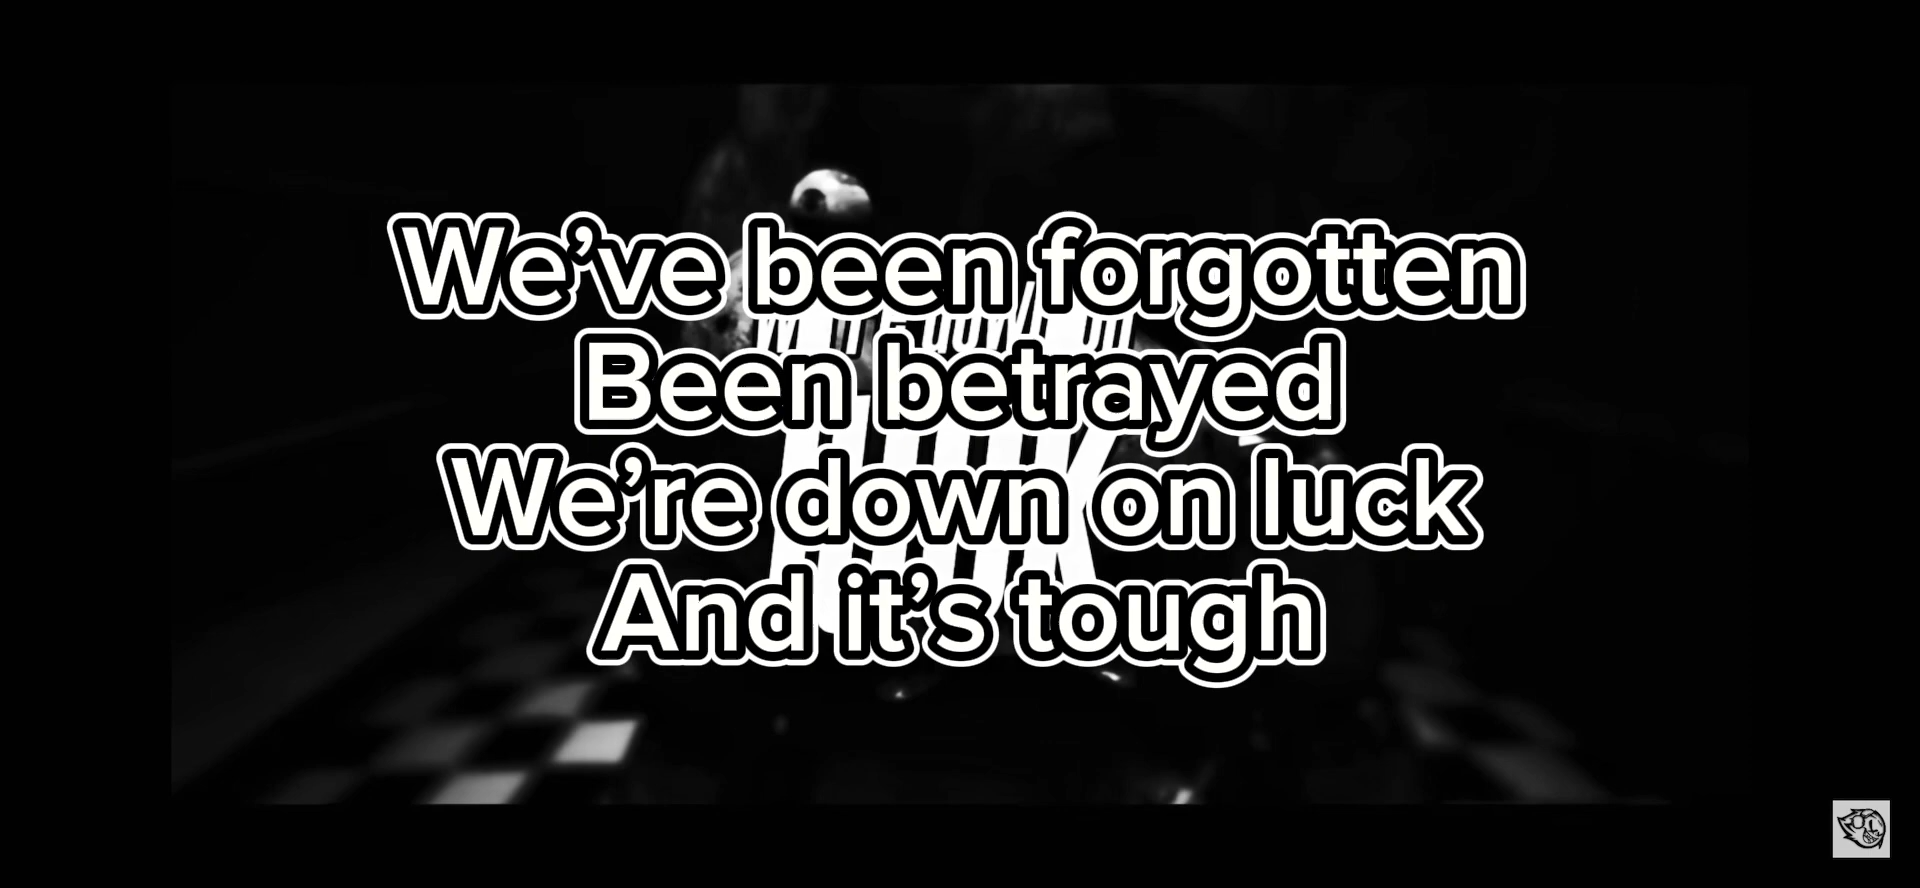 We've been forgotten
Been betrayed
We're down on luck
And it's tough